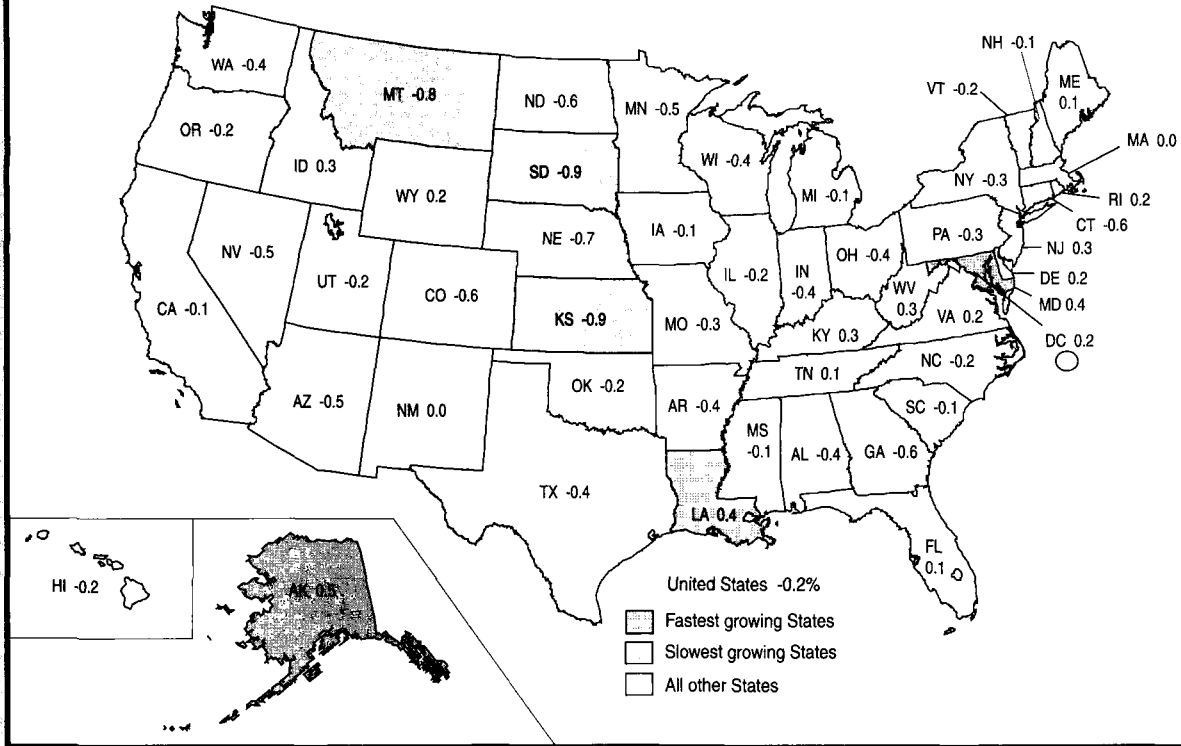 WA -0.4
MT -0.8
ND -0.6
MN -0.5
NH -0.1
VT -0.2
ME
0.1
OR -0.2
ID 0.3
SD -0.9
WI -0.4
MI -0.1
NY -0.3
MA 0.0
RI 0.2
CT -0.6
WY 0.2
NV -0.5
NE -0.7
IA -0.1
PA -0.3
NJ 0.3
CA -0.1
UT -0.2
CO -0.6
IL -0.2
IN
-0.4
OH -0.4
WV
0.3
DE 0.2
MD 0.4
KS -0.9
MO -0.3
KY 0.3
VA 0.2
DC 0.2
AZ -0.5
NM 0.0
OK -0.2
AR -0.4
TN 0.1
NC -0.2
SC -0.1
MS
-0.1
AL -0.4
GA -0.6
TX -0.4
LA 0.4
FL
0.1
HI -0.2
AK
United States -0.2%
Fastest growing States
Slowest growing States
All other States